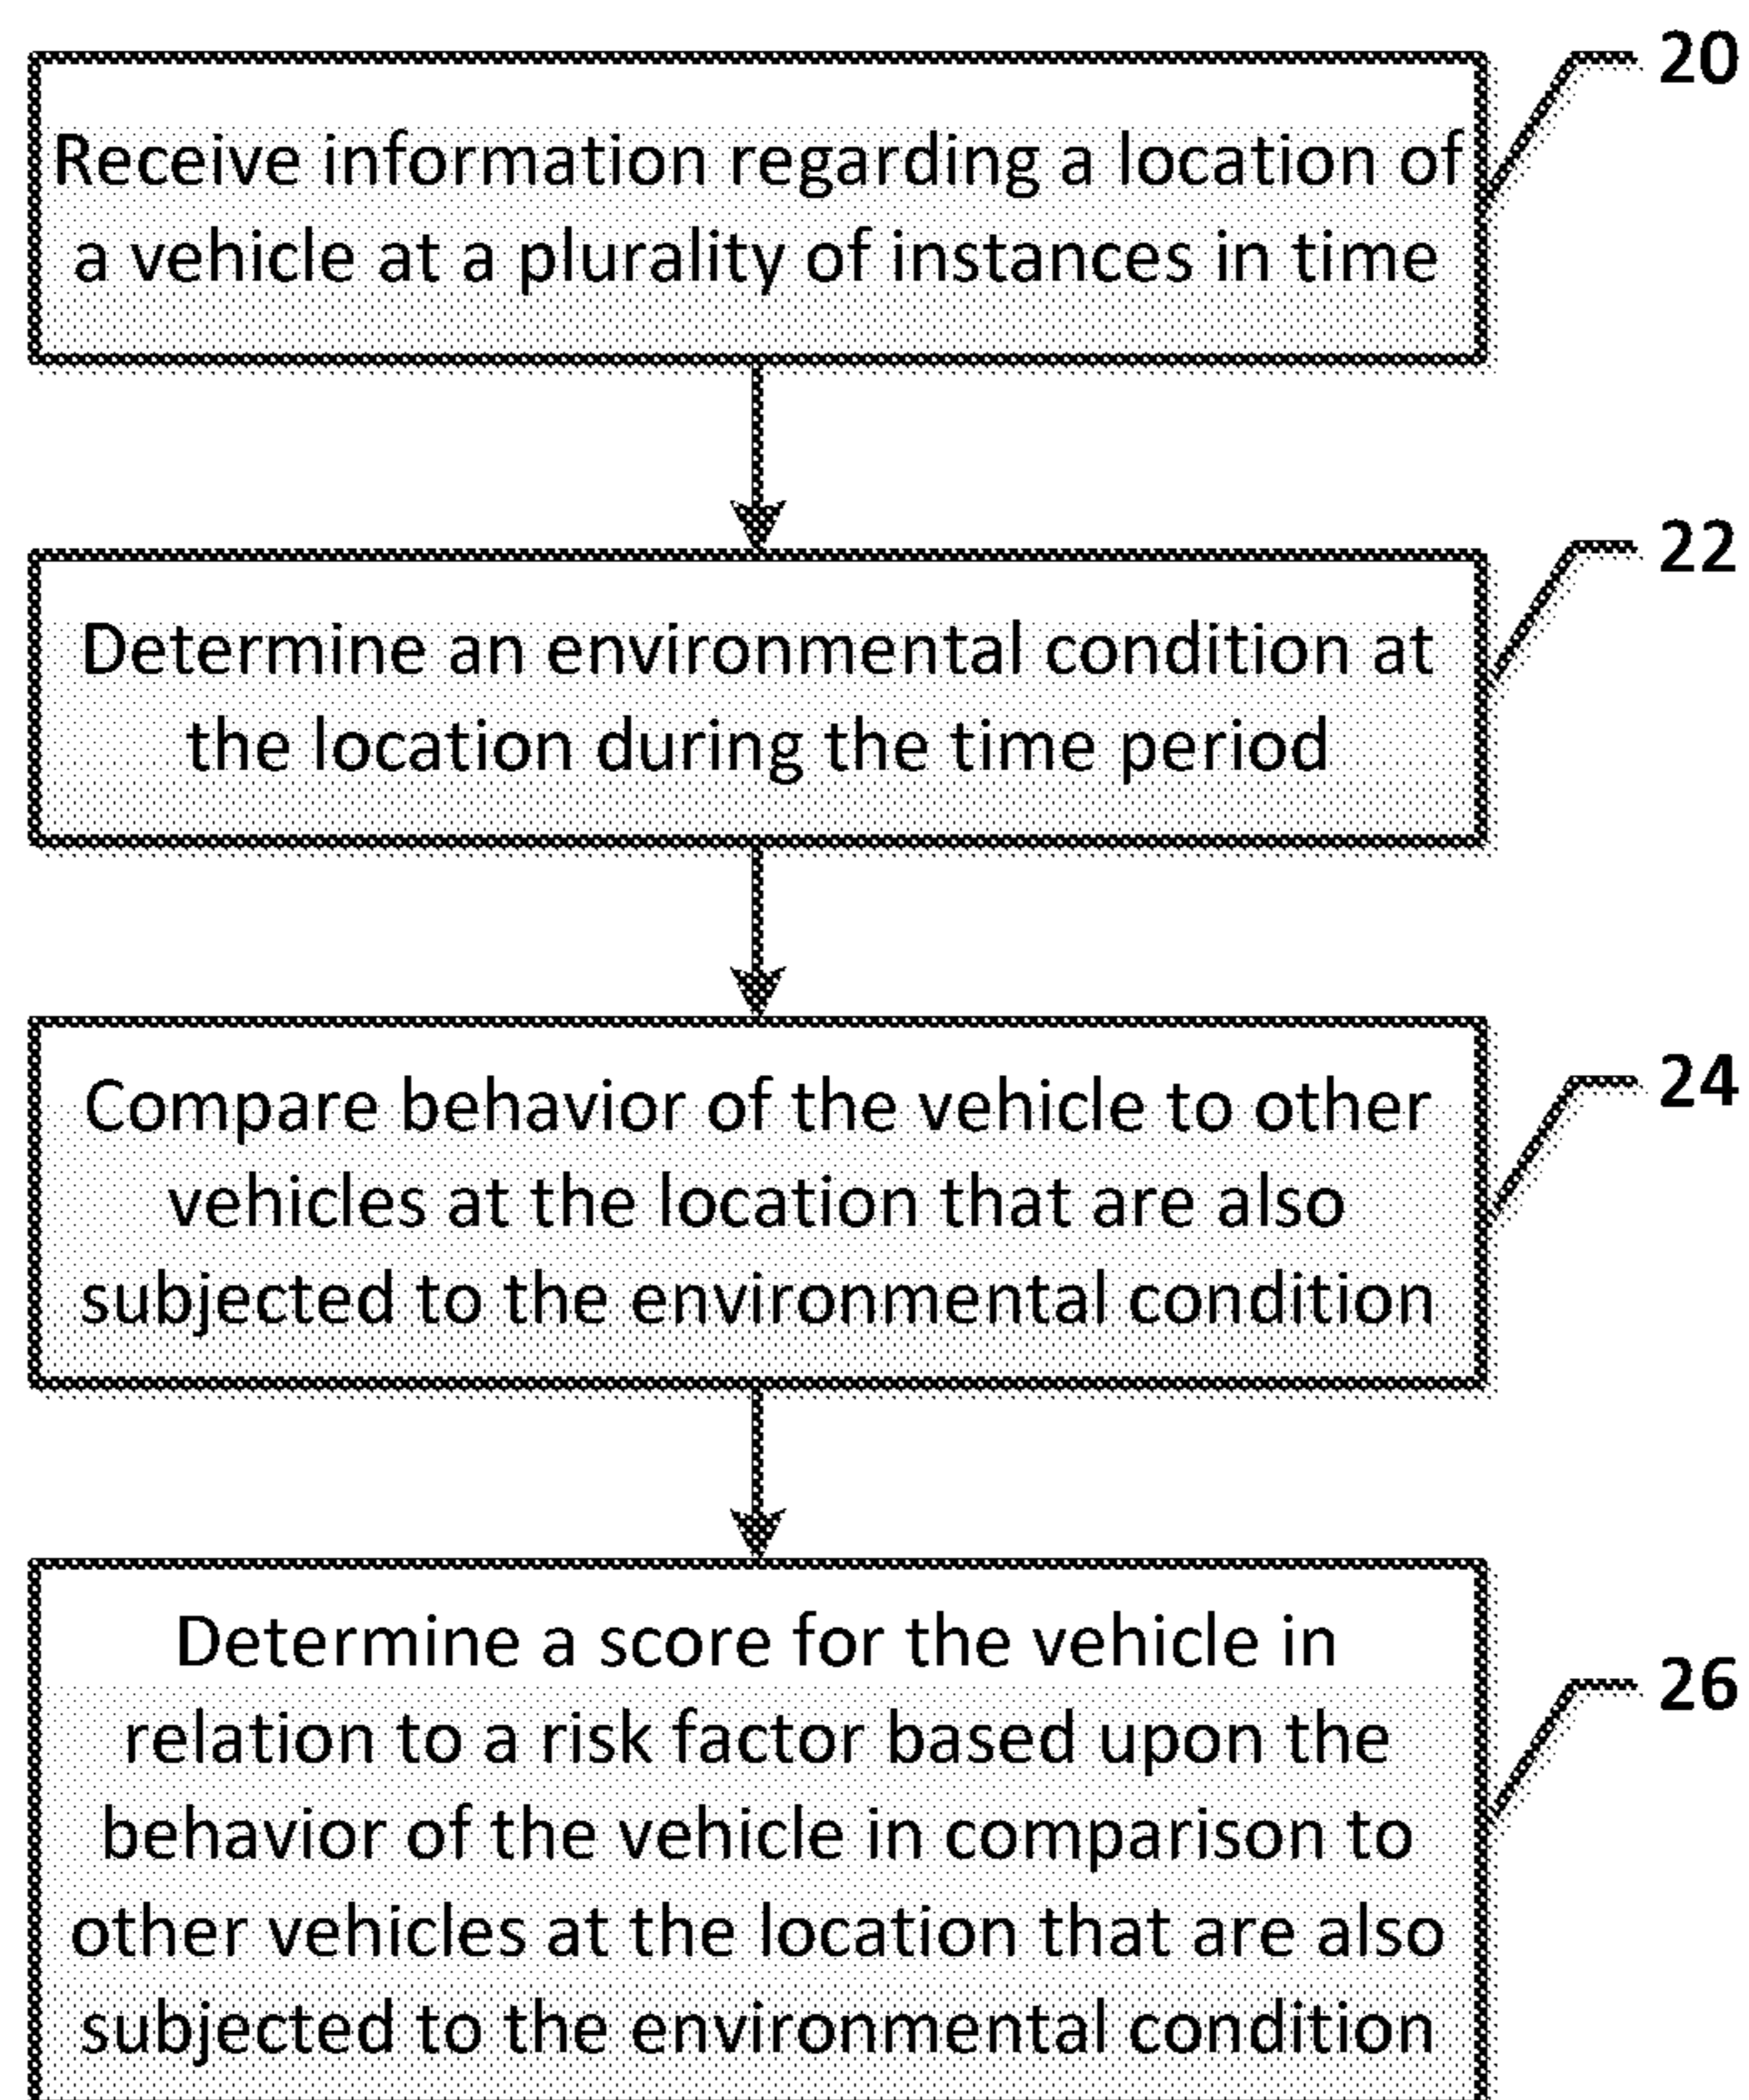 20
Receive information regarding a location of
a vehicle at a plurality of instances in time
22
Determine an environmental condition at
the location during the time period
24
Compare behavior of the vehicle to other
vehicles at the location that are also
subjected to the environmental condition
26
Determine a score for the vehicle in
relation to a risk factor based upon the
behavior of the vehicle in comparison to
other vehicles at the location that are also
subjected to the environmental condition